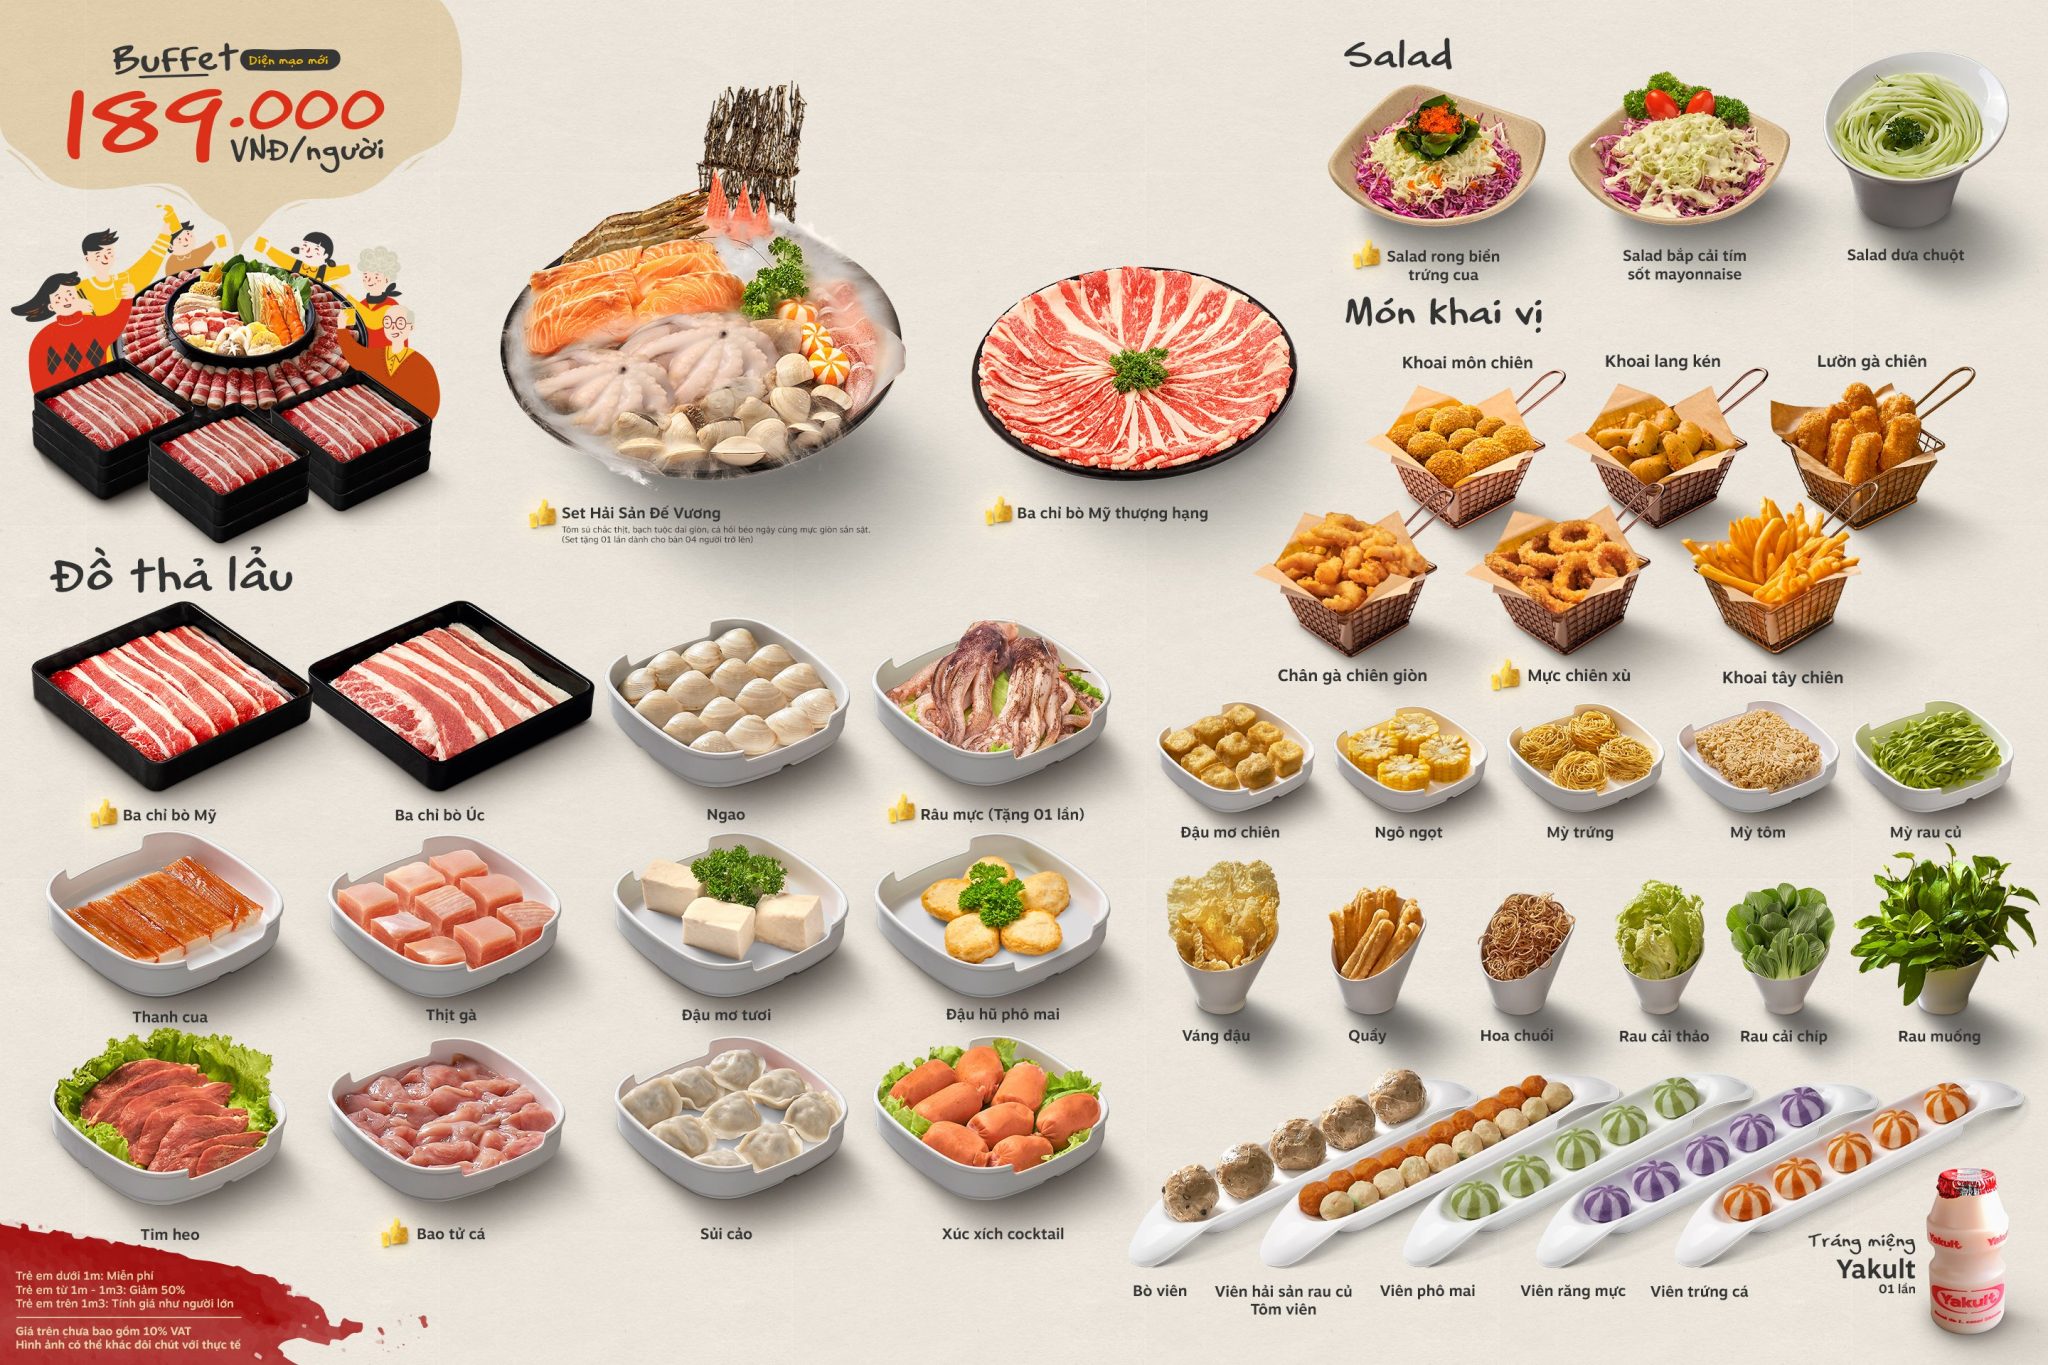 Buffet Diện mạo mới
189.000
VNĐ/người
Set Hải Sản Đế Vương
Tôm sú chắc thịt, bạch tuộc dai giòn, cá hồi béo ngậy cùng mực giòn sần sật.
(Set tặng 01 lần dành cho bàn 04 người trở lên)
Ba chỉ bò Mỹ thượng hạng
Salad
Salad rong biển
trứng cua
Salad bắp cải tím
sốt mayonnaise
Salad dưa chuột
Món khai vị
Khoai môn chiên
Khoai lang kén
Lườn gà chiên
Chân gà chiên giòn
Mực chiên xù
Khoai tây chiên
Đồ thả lẩu
Ba chỉ bò Mỹ
Ba chỉ bò Úc
Ngao
Râu mực (Tặng 01 lần)
Thanh cua
Thịt gà
Đậu mơ tươi
Đậu hũ phô mai
Tim heo
Bao tử cá
Sủi cảo
Xúc xích cocktail
Đậu mơ chiên
Ngô ngọt
Mỳ trứng
Mỳ tôm
Mỳ rau củ
Váng đậu
Quẩy
Hoa chuối
Rau cải thảo
Rau cải chíp
Rau muống
Bò viên
Viên hải sản rau củ
Tôm viên
Viên phô mai
Viên răng mực
Viên trứng cá
Tráng miệng
Yakult
01 lần
Yakult
Yakult
Yakult
Trẻ em dưới 1m: Miễn phí
Trẻ em từ 1m - 1m3: Giảm 50%
Trẻ em trên 1m3: Tính giá như người lớn
Giá trên chưa bao gồm 10% VAT
Hình ảnh có thể khác đôi chút với thực tế